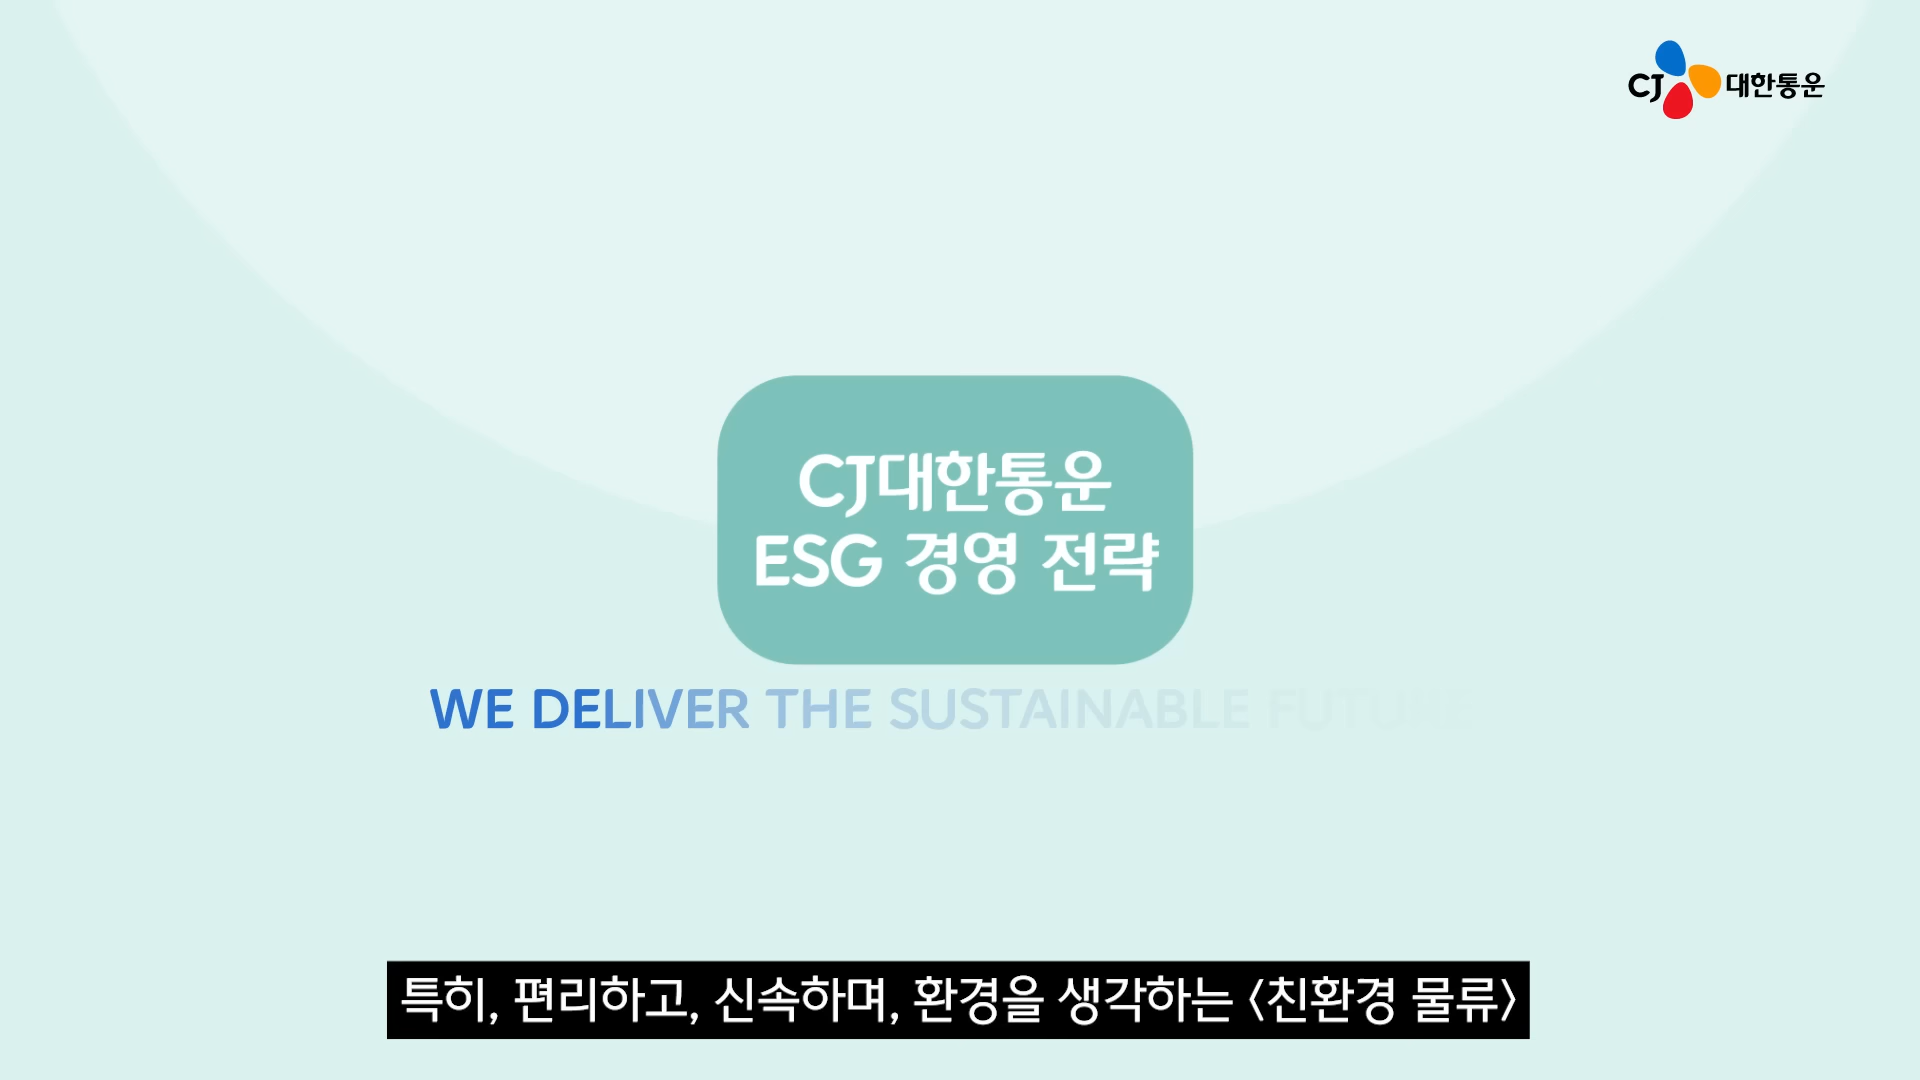 CJ 대한통운
CJ대한통운
ESG 경영 전략
WE DELIVER THE SUSTAINABLE FUTURE
특히, 편리하고, 신속하며, 환경을 생각하는 〈친환경 물류〉